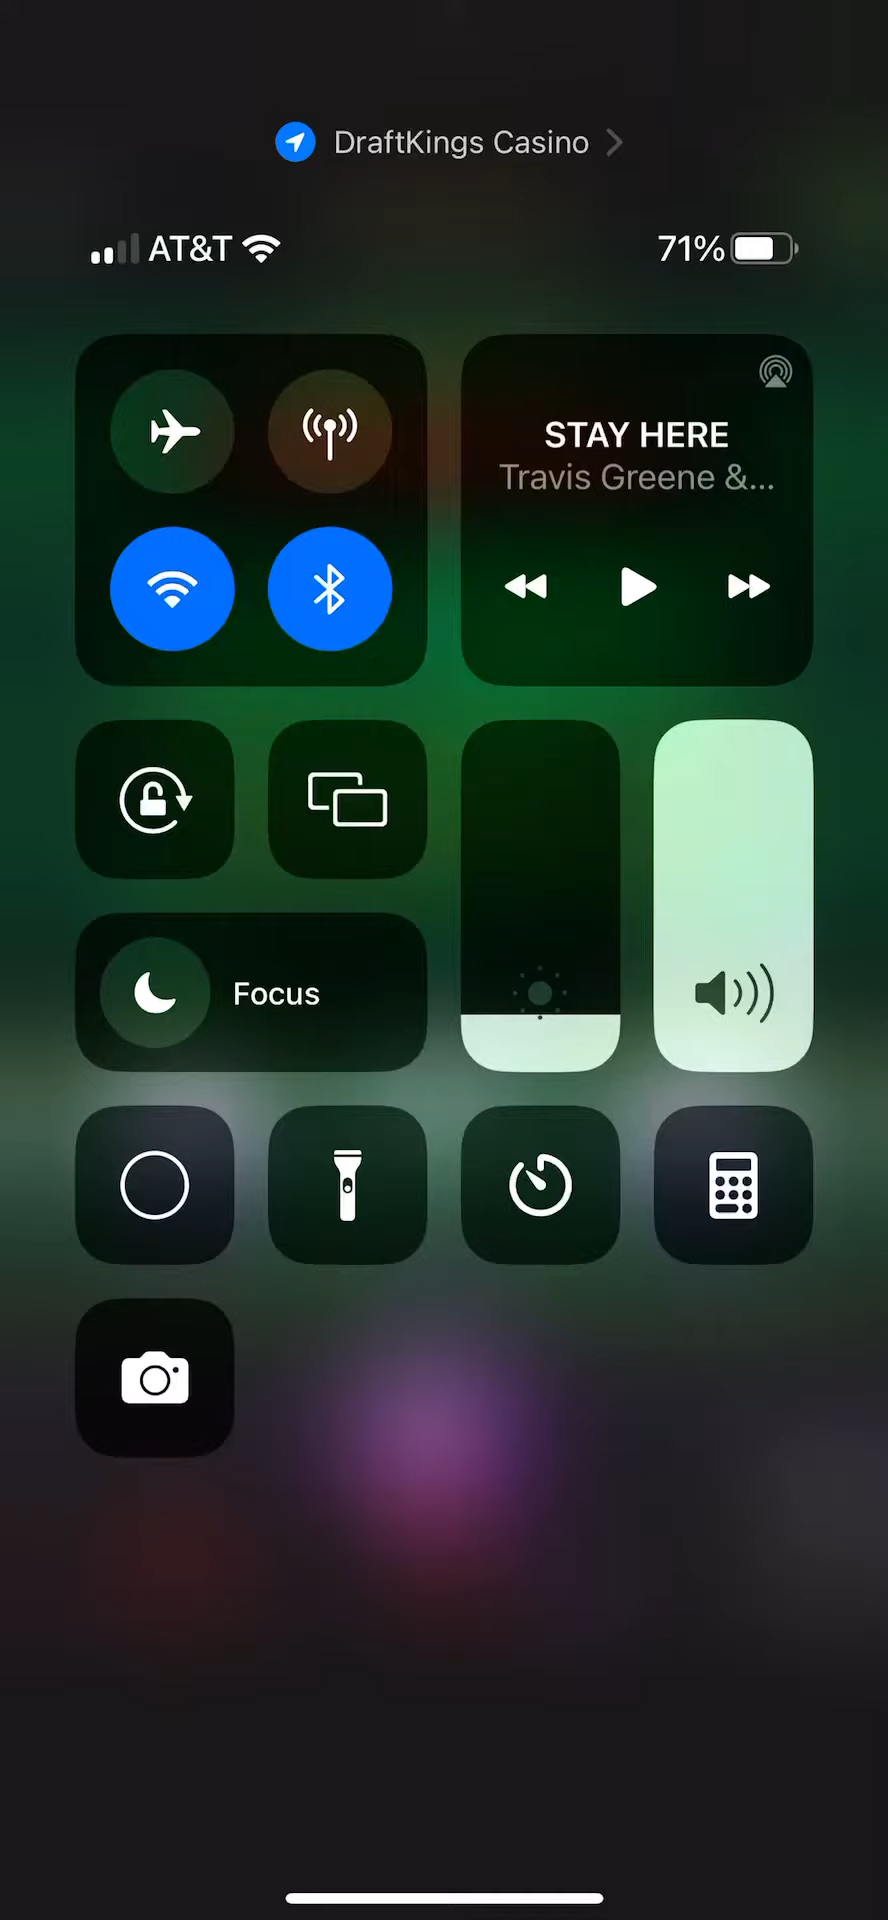 DraftKings Casino
AT&T
71%
STAY HERE
Travis Greene &...
Focus